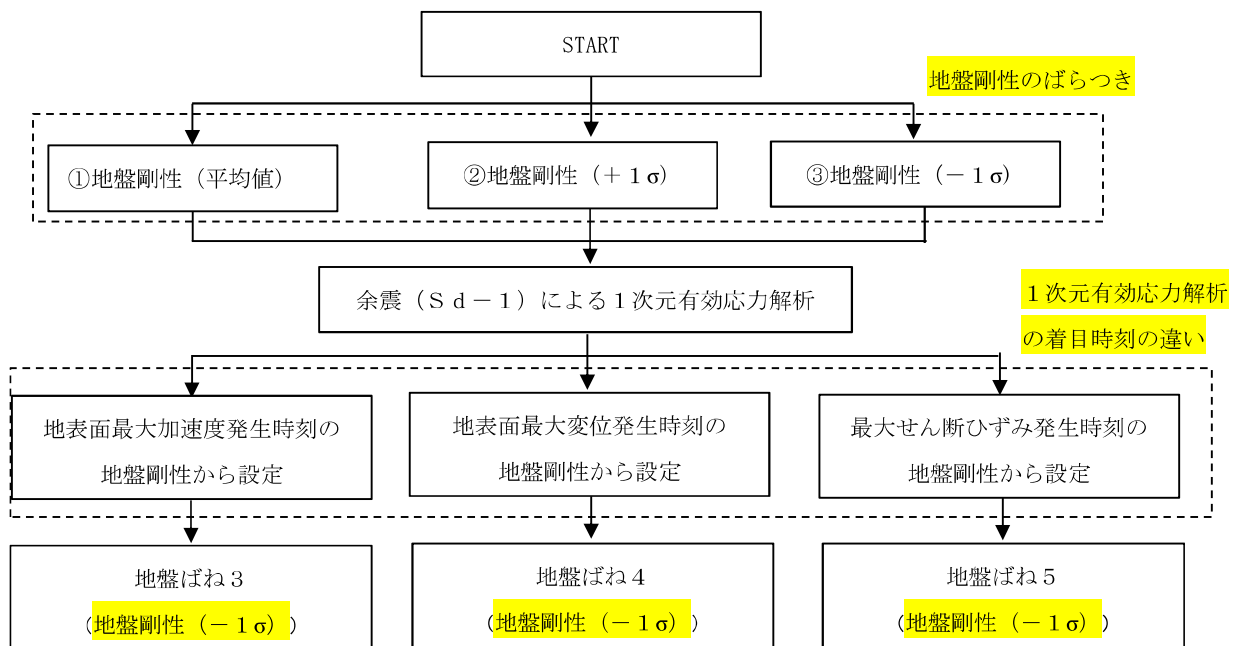 START
地盤剛性のばらつき
①地盤剛性（平均値）
②地盤剛性（＋１σ）
③地盤剛性（－１σ）
余震（Ｓｄ－１）による１次元有効応力解析
１次元有効応力解析
の着目時刻の違い
地表面最大加速度発生時刻の
地盤剛性から設定
地表面最大変位発生時刻の
地盤剛性から設定
最大せん断ひずみ発生時刻の
地盤剛性から設定
地盤ばね３
（地盤剛性（－１σ））
地盤ばね４
（地盤剛性（－１σ））
地盤ばね５
（地盤剛性（－１σ））